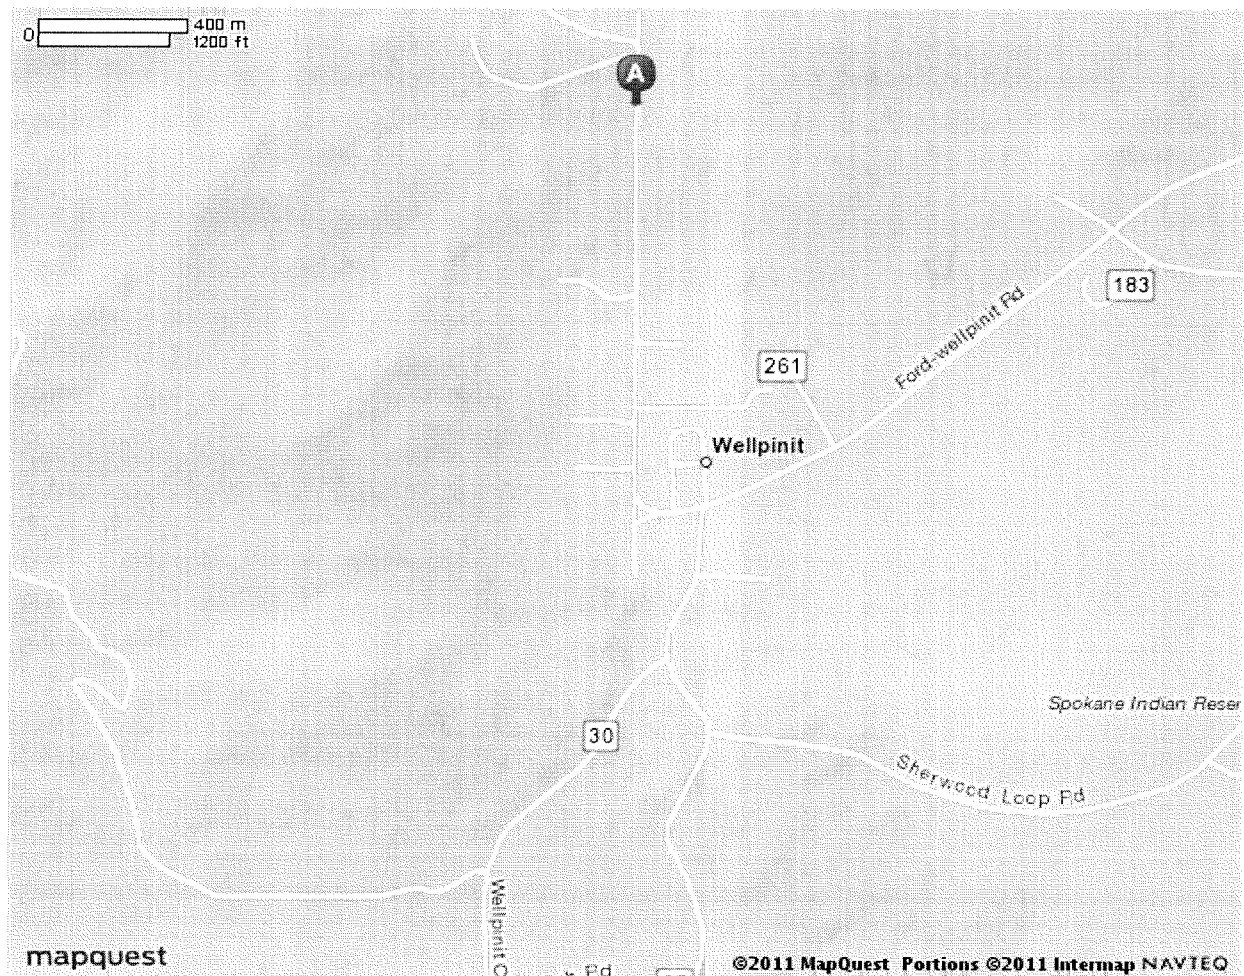 0
400 m
1200 ft
A
183
Ford-wellpinit Rd
261
Wellpinit
Spokane Indian Reser
30
Sherwood Loop Rd
Wellpinit C
Rd
mapquest
©2011 MapQuest Portions ©2011 Intermap NAVTEQ